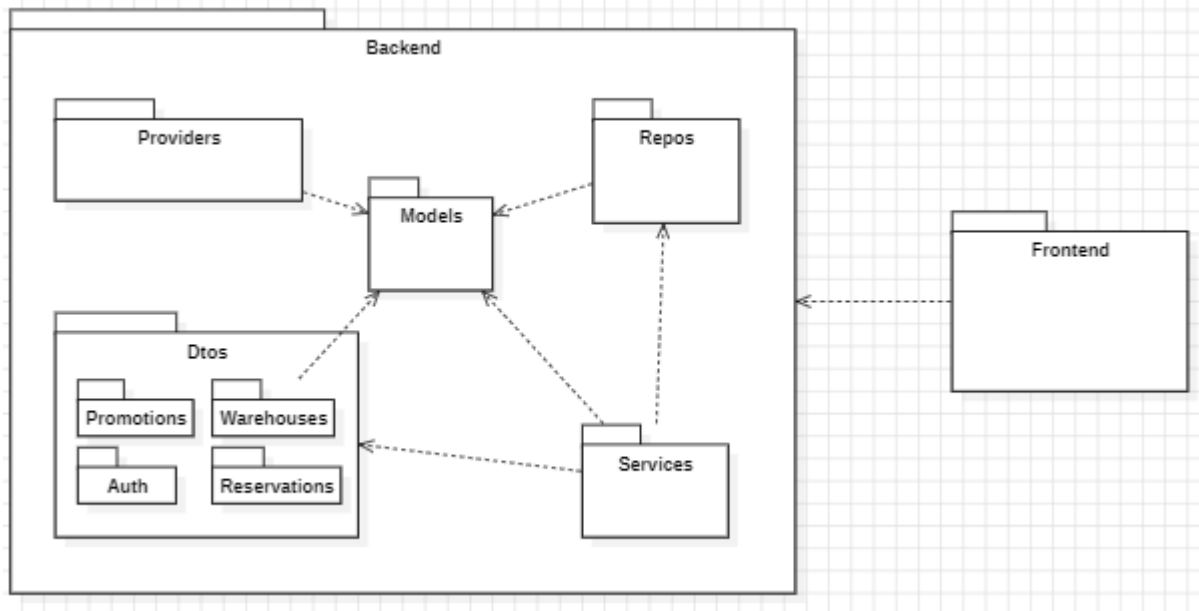 Backend
Providers
Repos
Models
Frontend
Dtos
Promotions
Warehouses
Auth
Reservations
Services